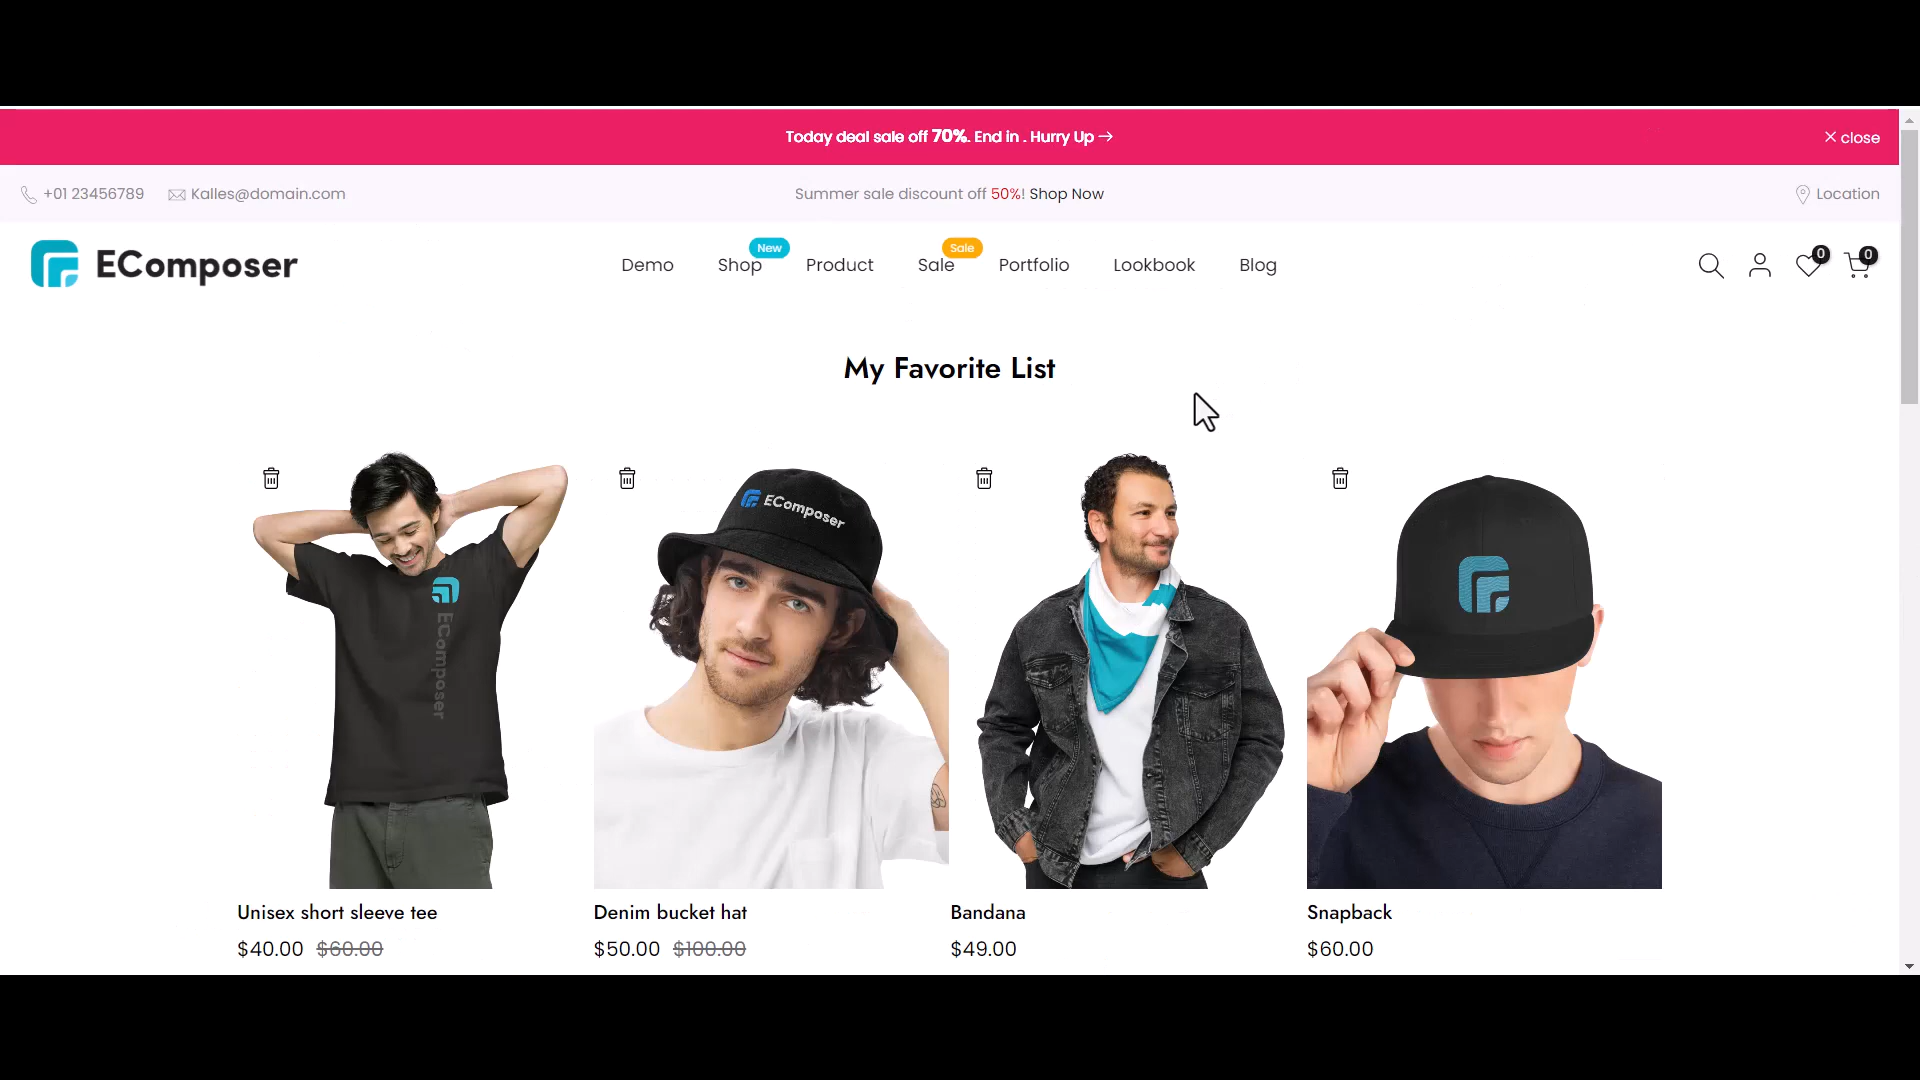 Today deal sale off 70%. End in . Hurry Up →
× close
+01 23456789
Kalles@domain.com
Summer sale discount off 50%! Shop Now
Location
EComposer
Demo
Shop
New
Product
Sale
Sale
Portfolio
Lookbook
Blog
0
0
My Favorite List
EComposer
EComposer
Unisex short sleeve tee
Denim bucket hat
Bandana
Snapback
$40.00 $60.00
$50.00 $100.00
$49.00
$60.00